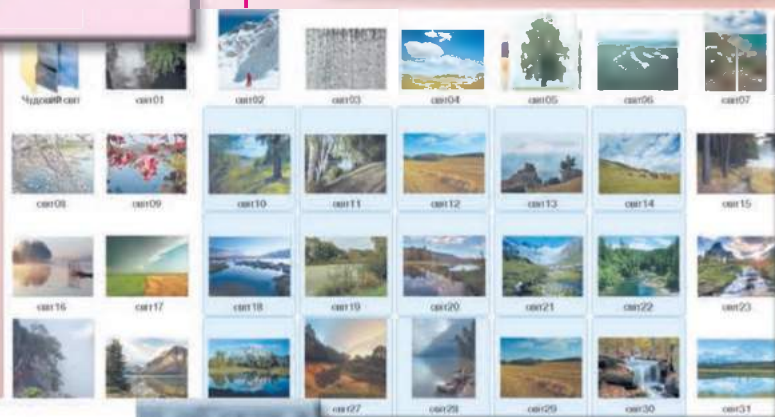 Чудовий світ світ01 світ02 світ03 світ04 світ05 світ06 світ07
світ08 світ09 світ10 світ11 світ12 світ13 світ14 світ15
світ16 світ17 світ18 світ19 світ20 світ21 світ22 світ23
світ27 світ28 світ29 світ30 світ31